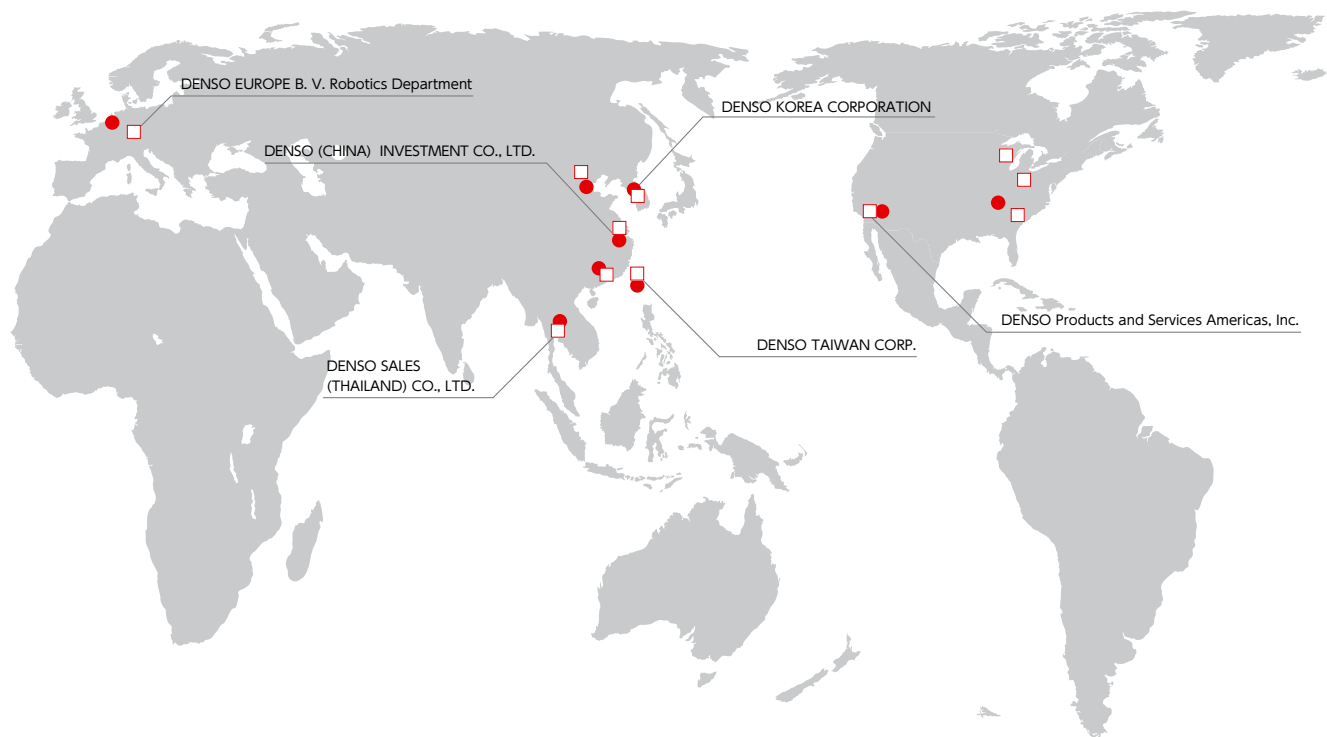 DENSO EUROPE B. V. Robotics Department
DENSO KOREA CORPORATION
DENSO (CHINA) INVESTMENT CO., LTD.
DENSO Products and Services Americas, Inc.
DENSO TAIWAN CORP.
DENSO SALES
(THAILAND) CO., LTD.